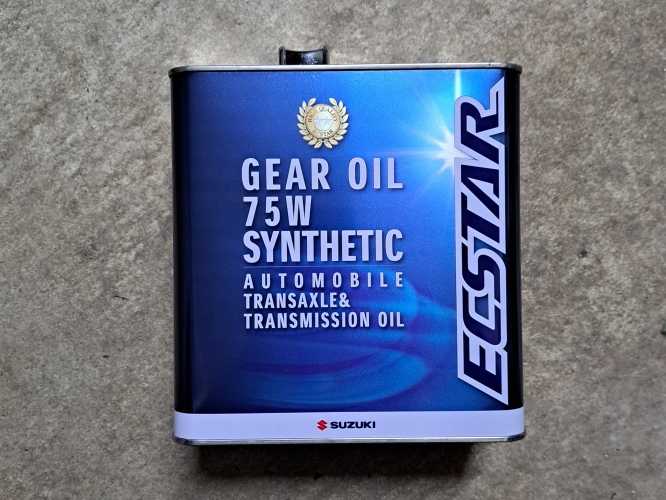 GEAR OIL
75W
SYNTHETIC
AUTOMOBILE
TRANSAXLE&
TRANSMISSION OIL
ECSTAR
SUZUKI